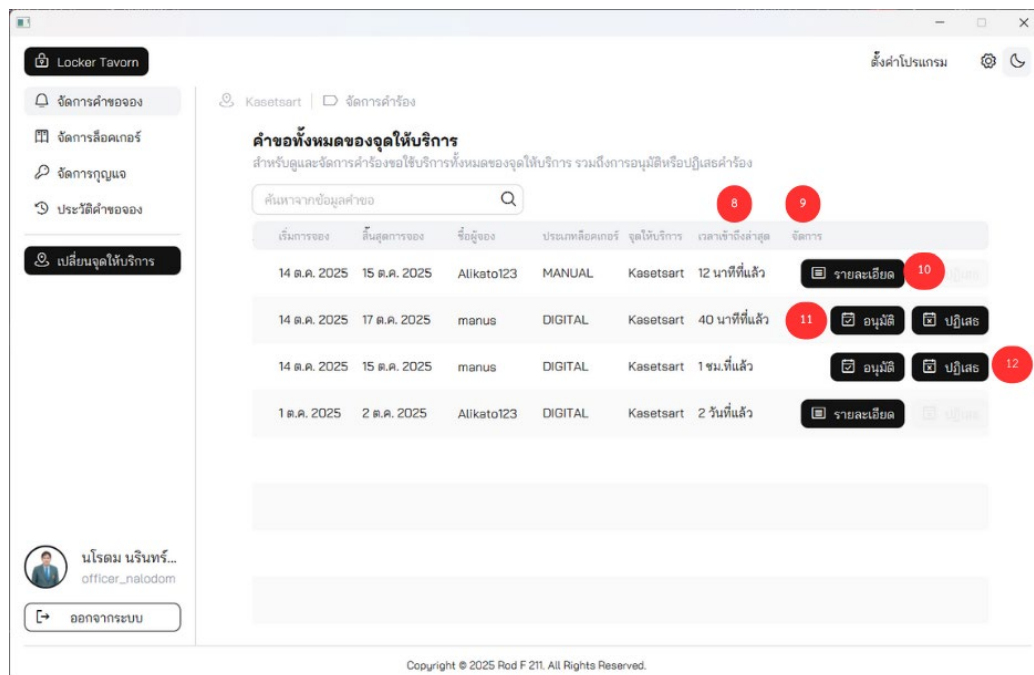 Locker Tavorn
ตั้งค่าโปรแกรม
จัดการคำขอจอง
จัดการล็อคเกอร์
จัดการกุญแจ
ประวัติคำขอจอง
เปลี่ยนจุดให้บริการ
Kasetsart จัดการคำร้อง
คำขอทั้งหมดของจุดให้บริการ
สำหรับดูและจัดการคำร้องขอใช้บริการทั้งหมดของจุดให้บริการ รวมถึงการอนุมัติหรือปฏิเสธคำร้อง
ค้นหาจากข้อมูลคำขอ
8 9
เริ่มการจอง สิ้นสุดการจอง ชื่อผู้จอง ประเภทล็อคเกอร์ จุดให้บริการ เวลาเข้าถึงล่าสุด จัดการ
14 ต.ค. 2025 15 ต.ค. 2025 Alikato123 MANUAL Kasetsart 12 นาทีที่แล้ว รายละเอียด 10
14 ต.ค. 2025 17 ต.ค. 2025 manus DIGITAL Kasetsart 40 นาทีที่แล้ว 11 อนุมัติ ปฏิเสธ
14 ต.ค. 2025 15 ต.ค. 2025 manus DIGITAL Kasetsart 1 ชม.ที่แล้ว อนุมัติ ปฏิเสธ 12
1 ต.ค. 2025 2 ต.ค. 2025 Alikato123 DIGITAL Kasetsart 2 วันที่แล้ว รายละเอียด ปฏิเสธ
นโรดม นรินทร์...
officer_nalodom
ออกจากระบบ
Copyright © 2025 Rod F 211. All Rights Reserved.